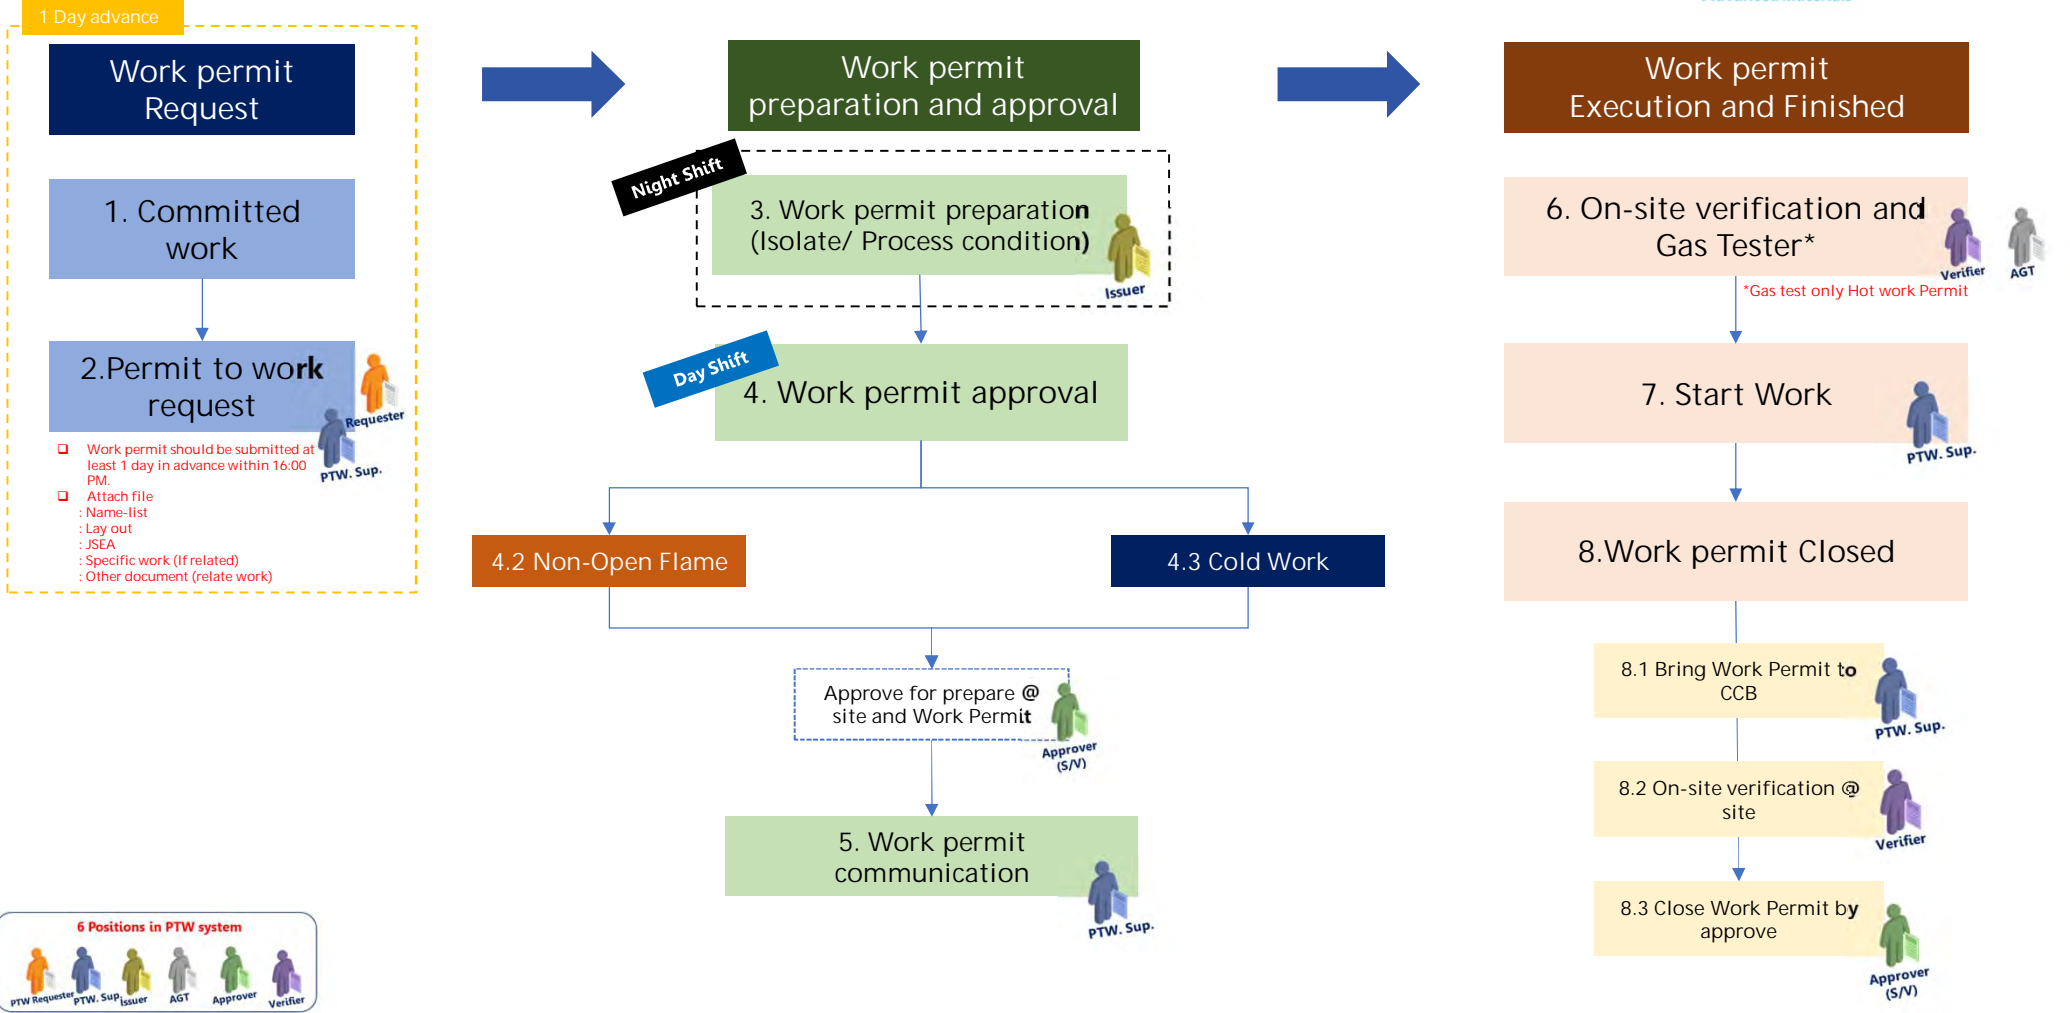 1 Day advance
Work permit
Request
1. Committed
work
2.Permit to work
request
Requester
PTW. Sup.
❑ Work permit should be submitted at
least 1 day in advance within 16:00
PM.
❑ Attach file
: Name-list
: Lay out
: JSEA
: Specific work (If related)
: Other document (relate work)
6 Positions in PTW system
PTW Requester
PTW. Sup.
Issuer
AGT
Approver
Verifier
Work permit
preparation and approval
Night Shift
3. Work permit preparation
(Isolate/ Process condition)
Issuer
Day Shift
4. Work permit approval
4.2 Non-Open Flame
4.3 Cold Work
Approve for prepare @
site and Work Permit
Approver
(S/V)
5. Work permit
communication
PTW. Sup.
Work permit
Execution and Finished
6. On-site verification and
Gas Tester*
Verifier
AGT
*Gas test only Hot work Permit
7. Start Work
PTW. Sup.
8.Work permit Closed
8.1 Bring Work Permit to
CCB
PTW. Sup.
8.2 On-site verification @
site
Verifier
8.3 Close Work Permit by
approve
Approver
(S/V)